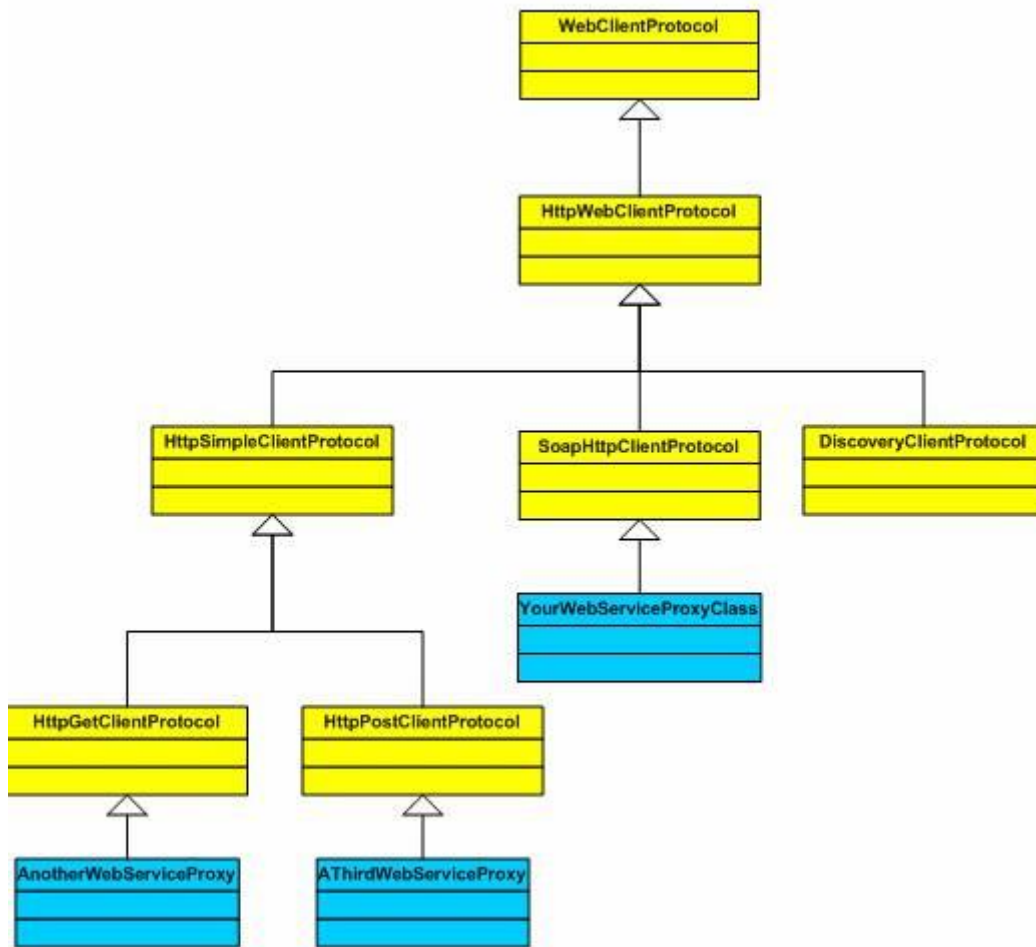 WebClientProtocol
HttpWebClientProtocol
HttpSimpleClientProtocol
SoapHttpClientProtocol
DiscoveryClientProtocol
YourWebServiceProxyClass
HttpGetClientProtocol
HttpPostClientProtocol
AnotherWebServiceProxy
AThirdWebServiceProxy